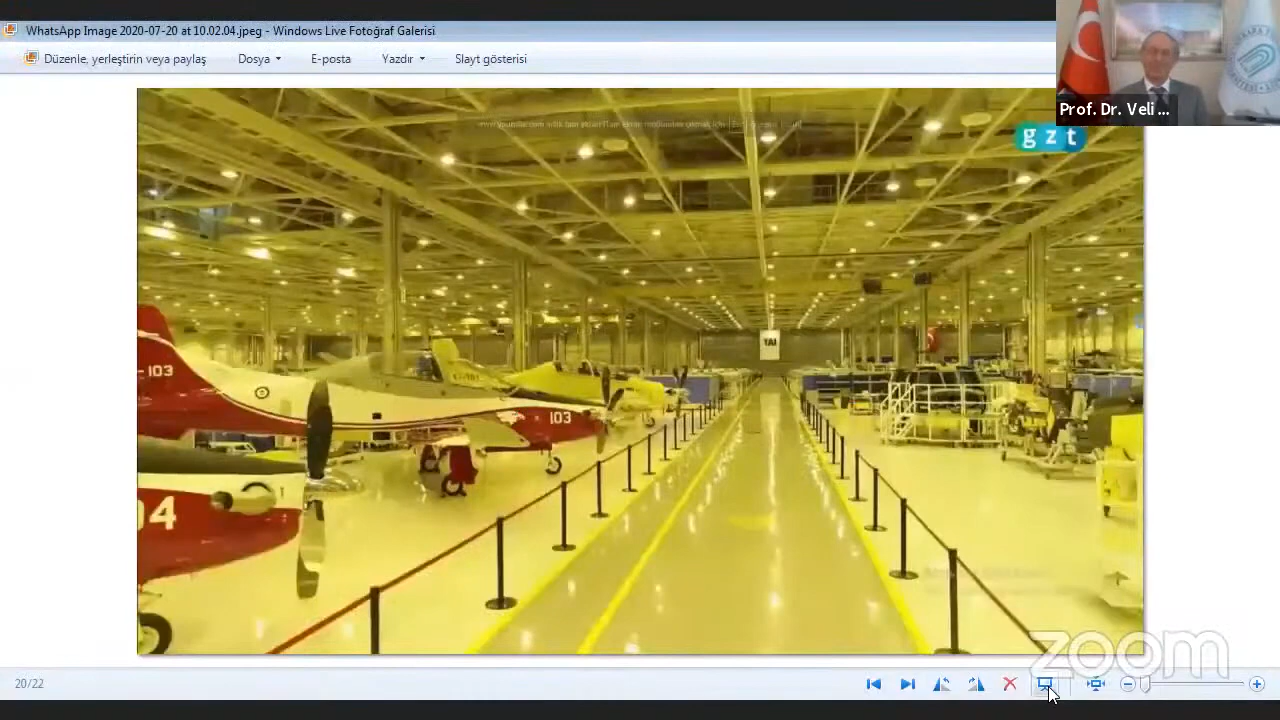 WhatsApp Image 2020-07-20 at 10.02.04.jpeg - Windows Live Fotoğraf Galerisi
Düzenle, yerleştirin veya paylaş Dosya E-posta Yazdır Slayt gösterisi
Prof. Dr. Veli ...
gzt
TAI
-103
103
04
zoom
20/22